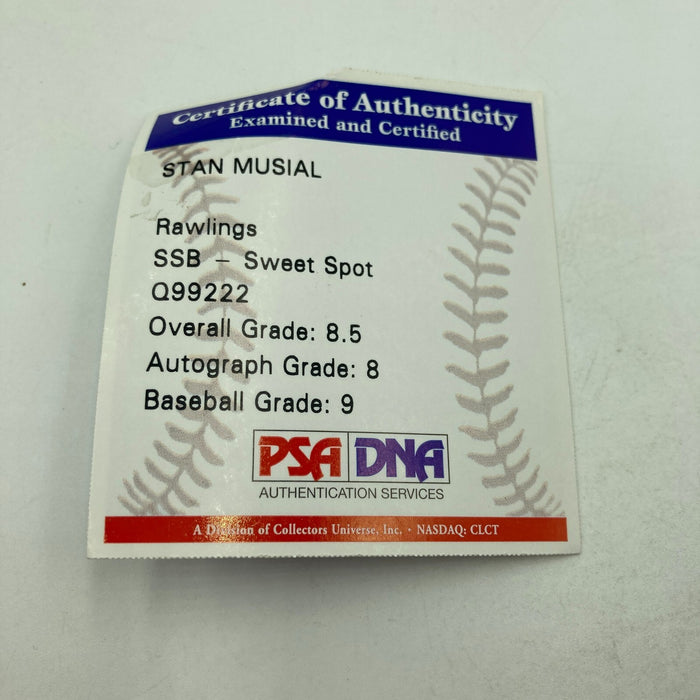 Certificate of Authenticity
Examined and Certified
STAN MUSIAL
Rawlings
SSB – Sweet Spot
Q99222
Overall Grade: 8.5
Autograph Grade: 8
Baseball Grade: 9
PSA DNA
AUTHENTICATION SERVICES
A Division of Collectors Universe, Inc. · NASDAQ: CLCT